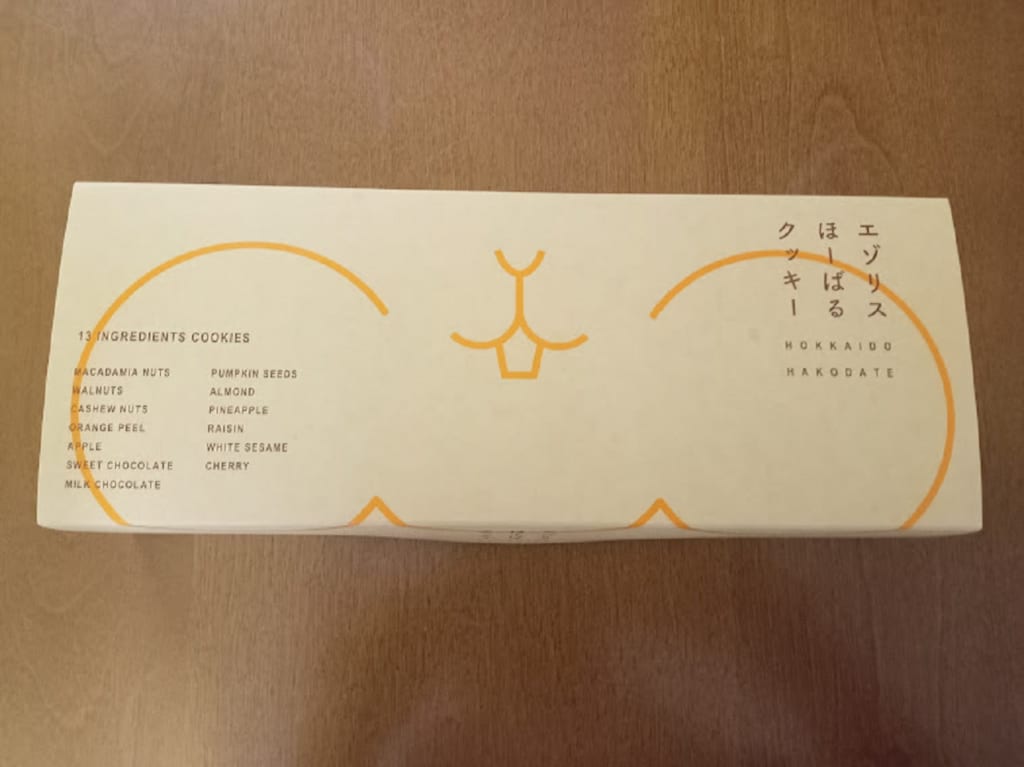 エゾリス
ほーばる
クッキー
HOKKAIDO
HAKODATE
13 INGREDIENTS COOKIES
MACADAMIA NUTS
WALNUTS
CASHEW NUTS
ORANGE PEEL
APPLE
SWEET CHOCOLATE
MILK CHOCOLATE
PUMPKIN SEEDS
ALMOND
PINEAPPLE
RAISIN
WHITE SESAME
CHERRY